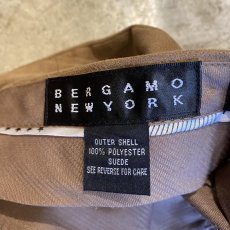 BERGAMO
NEW YORK
OUTER SHELL
100% POLYESTER
SUEDE
SEE REVERSE FOR CARE